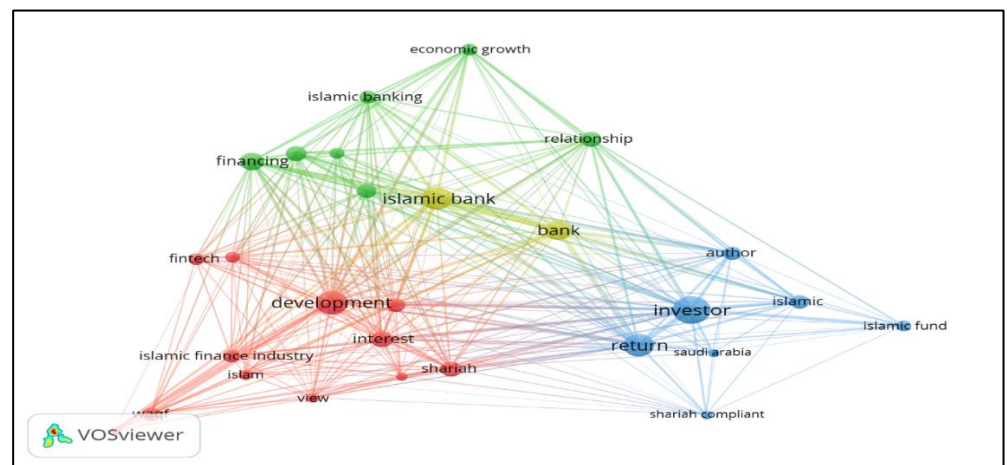 economic growth
islamic banking
relationship
financing
islamic bank
bank
author
fintech
development
investor
islamic
islamic fund
interest
return
saudi arabia
islamic finance industry
shariah
islam
view
waqf
shariah compliant
VOSviewer